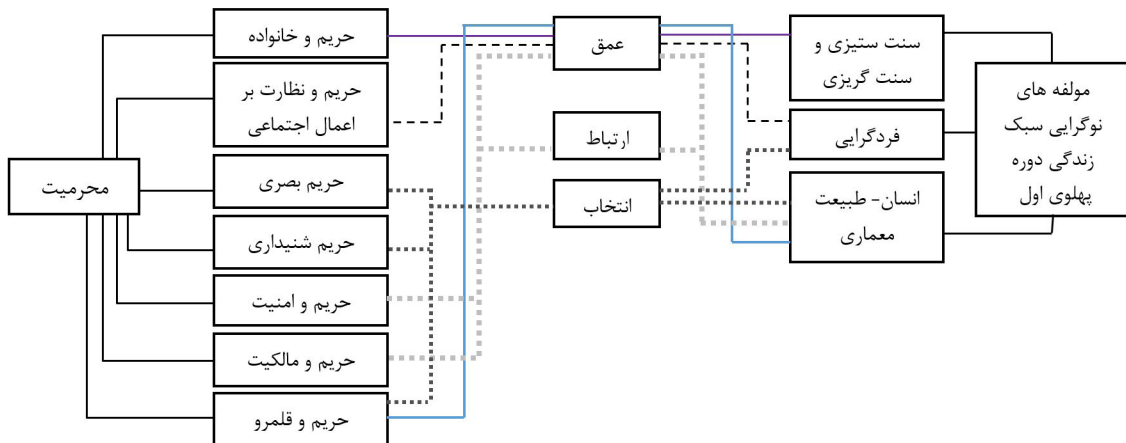 مولفه های
نوگرایی سبک
زندگی دوره
پهلوی اول
سنت ستیزی و
سنت گریزی
فردگرایی
انسان- طبیعت
معماری
عمق
ارتباط
انتخاب
حریم و خانواده
حریم و نظارت بر
اعمال اجتماعی
حریم بصری
حریم شنیداری
حریم و امنیت
حریم و مالکیت
حریم و قلمرو
محرمیت